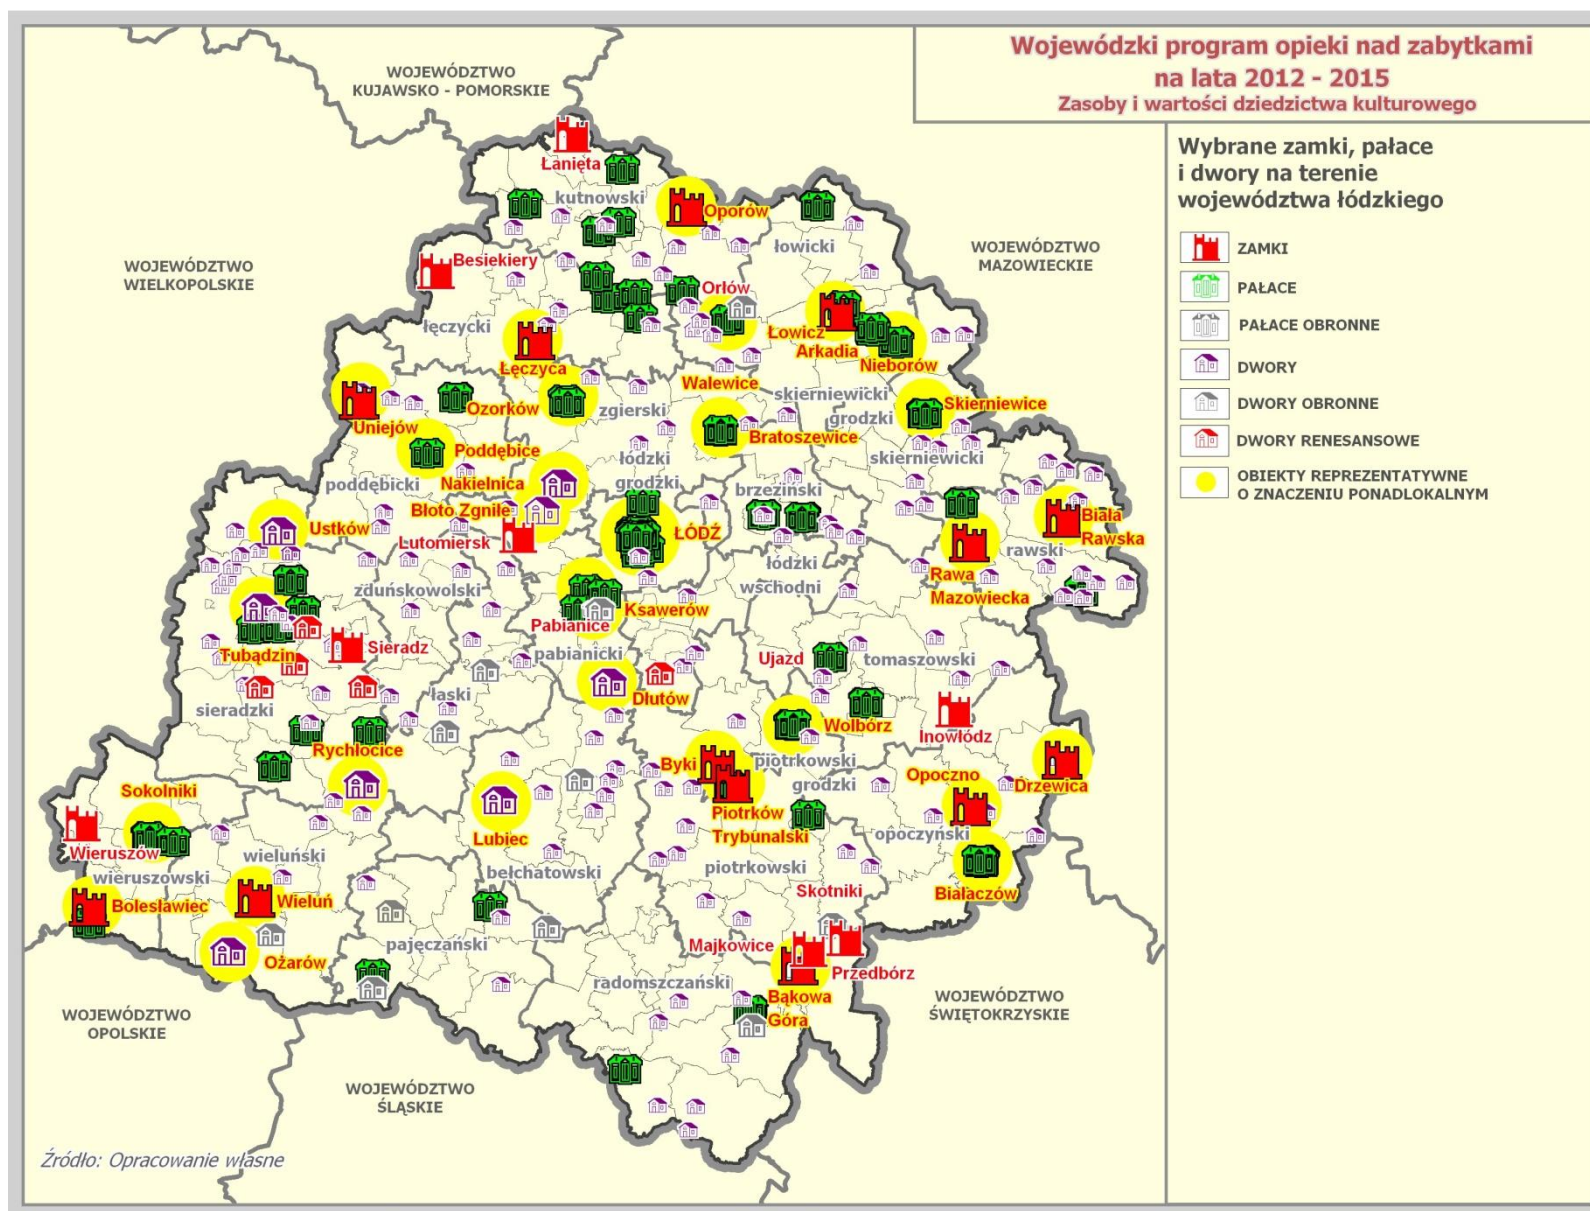 Wojewódzki program opieki nad zabytkami
na lata 2012 - 2015
Zasoby i wartości dziedzictwa kulturowego
Wybrane zamki, pałace
i dwory na terenie
województwa łódzkiego
ZAMKI
PAŁACE
PAŁACE OBRONNE
DWORY
DWORY OBRONNE
DWORY RENESANSOWE
OBIEKTY REPREZENTATYWNE
O ZNACZENIU PONADLOKALNYM
WOJEWÓDZTWO
KUJAWSKO - POMORSKIE
WOJEWÓDZTWO
WIELKOPOLSKIE
WOJEWÓDZTWO
MAZOWIECKIE
Łanięta
kutnowski
Oporów
łowicki
Besiekiery
Orłów
łęczycki
Łowicz
Arkadia
Nieborów
Łęczyca
Walewice
Ozorków
zgierski
skierniewicki
grodzki
Skierniewice
Uniejów
Bratoszewice
Poddębice
łódzki
grodzki
skierniewicki
poddębicki
Nakielnica
brzeziński
Błoto Zgniłe
Ustków
Lutomiersk
ŁÓDŹ
Biała
Rawska
rawski
łódzki
wschodni
Rawa
Mazowiecka
zduńskowolski
Ksawerów
Pabianice
Sieradz
Tubądzin
pabianicki
Ujazd
tomaszowski
łaski
Dłutów
sieradzki
Inowłódz
Wolbórz
Rychłocice
Byki
piotrkowski
grodzki
Opoczno
Drzewica
Sokolniki
Piotrków
Trybunalski
Lubiec
opoczyński
Wieruszów
wieluński
bełchatowski
piotrkowski
Białaczów
wieruszowski
Skotniki
Bolesławiec
Wieluń
pajęczański
Majkowice
Przedbórz
Ożarów
radomszczański
Bąkowa
Góra
WOJEWÓDZTWO
OPOLSKIE
WOJEWÓDZTWO
ŚWIĘTOKRZYSKIE
WOJEWÓDZTWO
ŚLĄSKIE
Źródło: Opracowanie własne